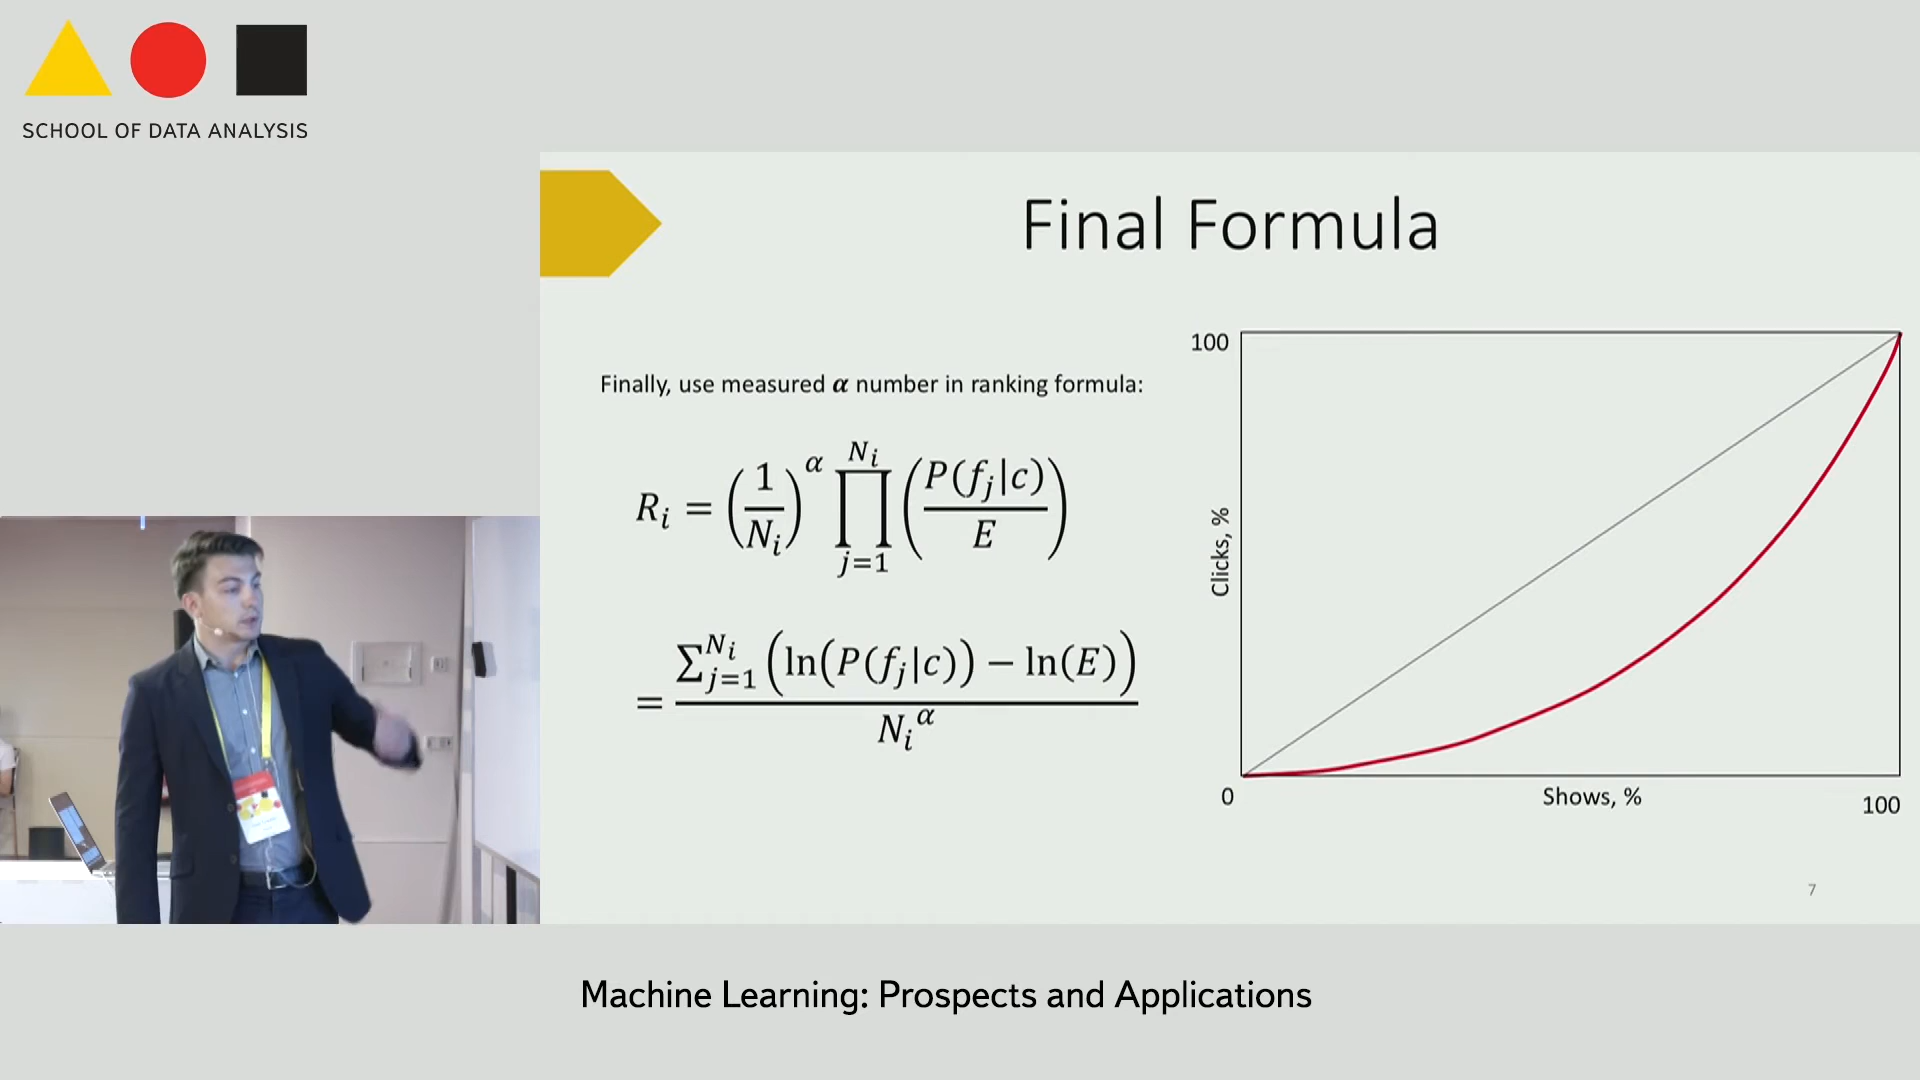 SCHOOL OF DATA ANALYSIS
Final Formula
Finally, use measured α number in ranking formula:
R_i = (1/N_i)^α ∏_{j=1}^{N_i} (P(f_j|c)/E)
= ∑_{j=1}^{N_i} (ln(P(f_j|c)) − ln(E)) / N_i^α
100
Clicks, %
0
Shows, %
100
7
Machine Learning: Prospects and Applications